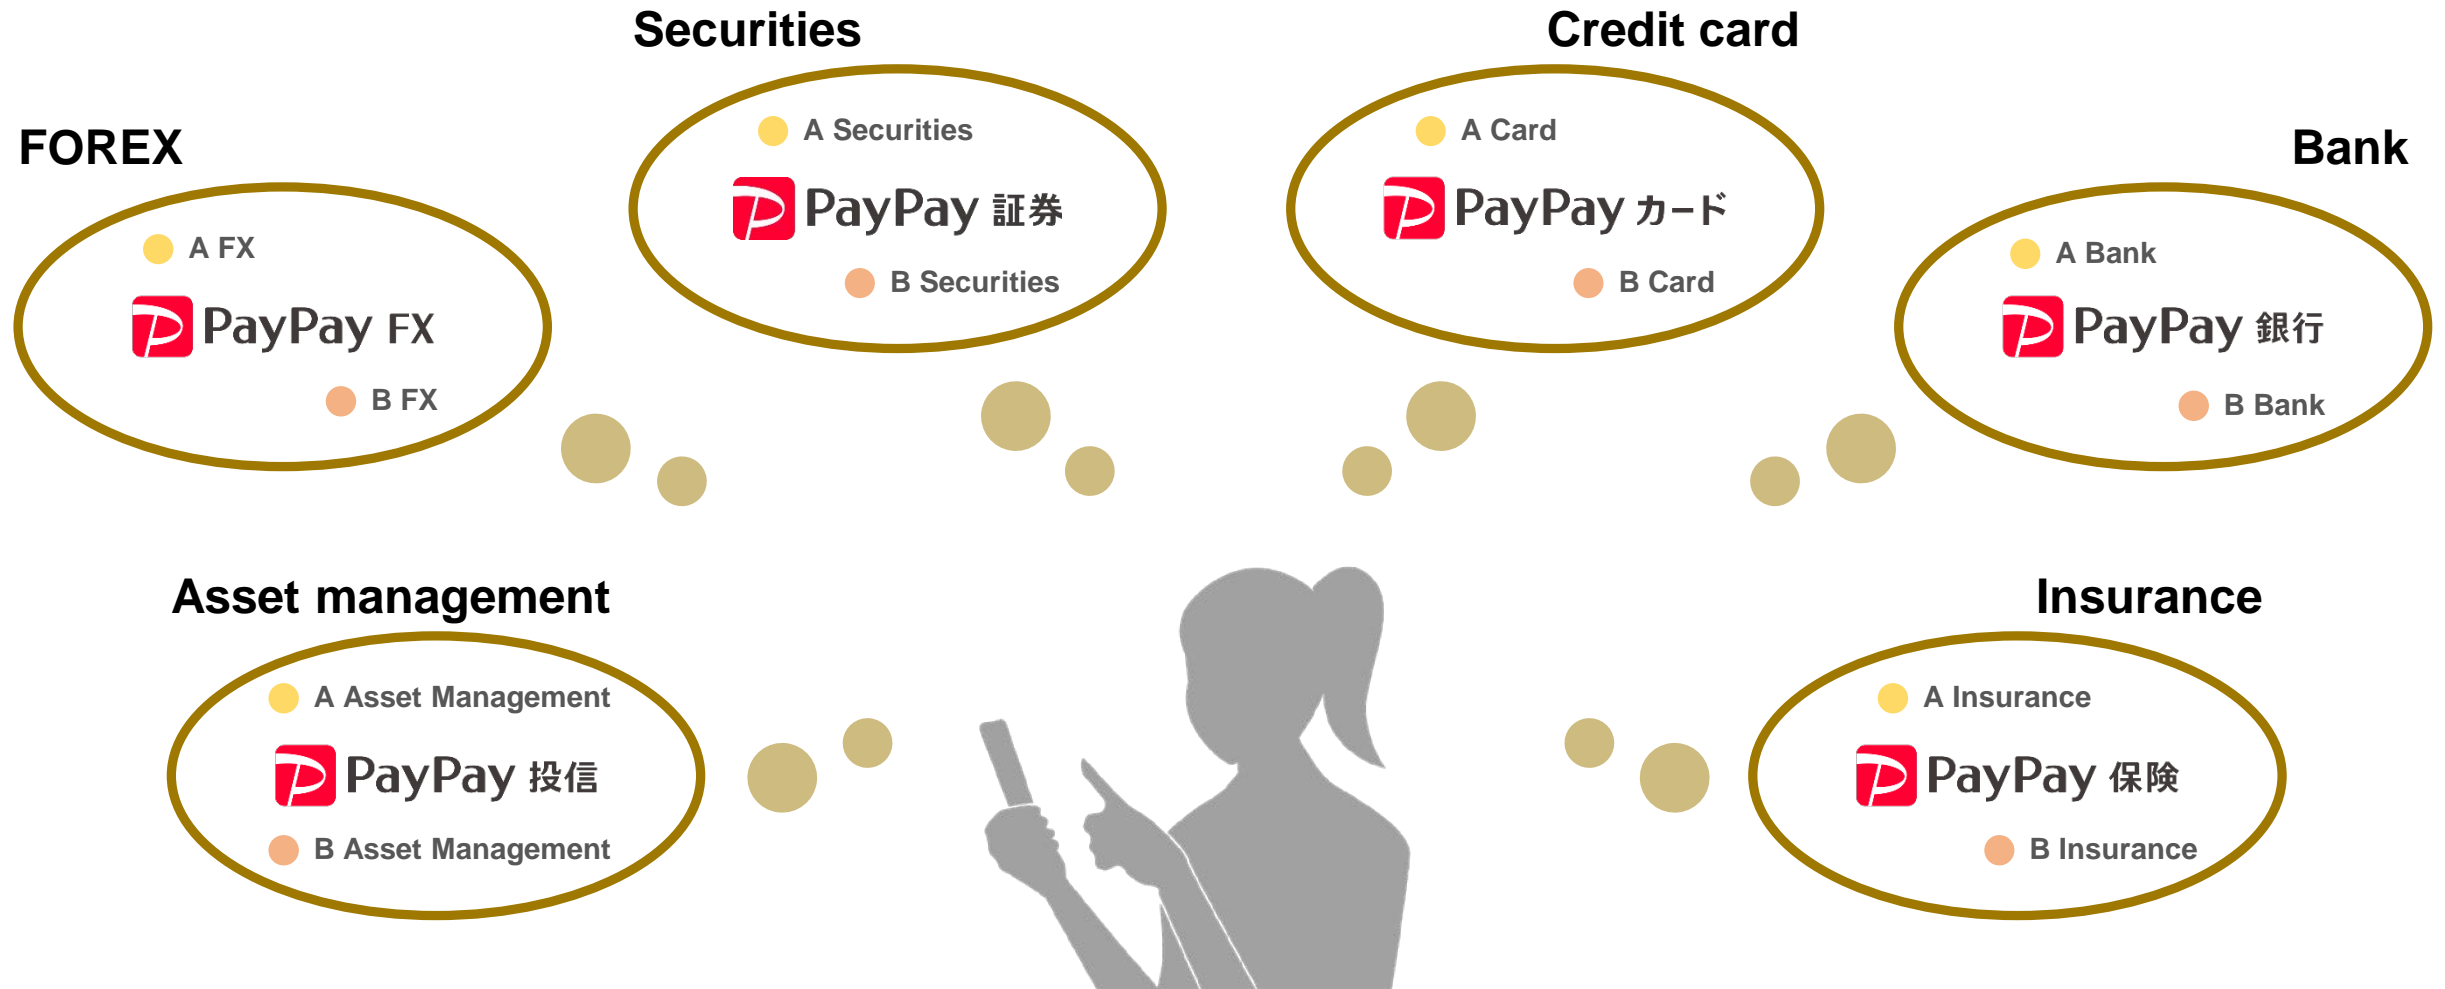 Securities
A Securities
PayPay 証券
B Securities
Credit card
A Card
PayPay カード
B Card
FOREX
A FX
PayPay FX
B FX
Bank
A Bank
PayPay 銀行
B Bank
Asset management
A Asset Management
PayPay 投信
B Asset Management
Insurance
A Insurance
PayPay 保険
B Insurance